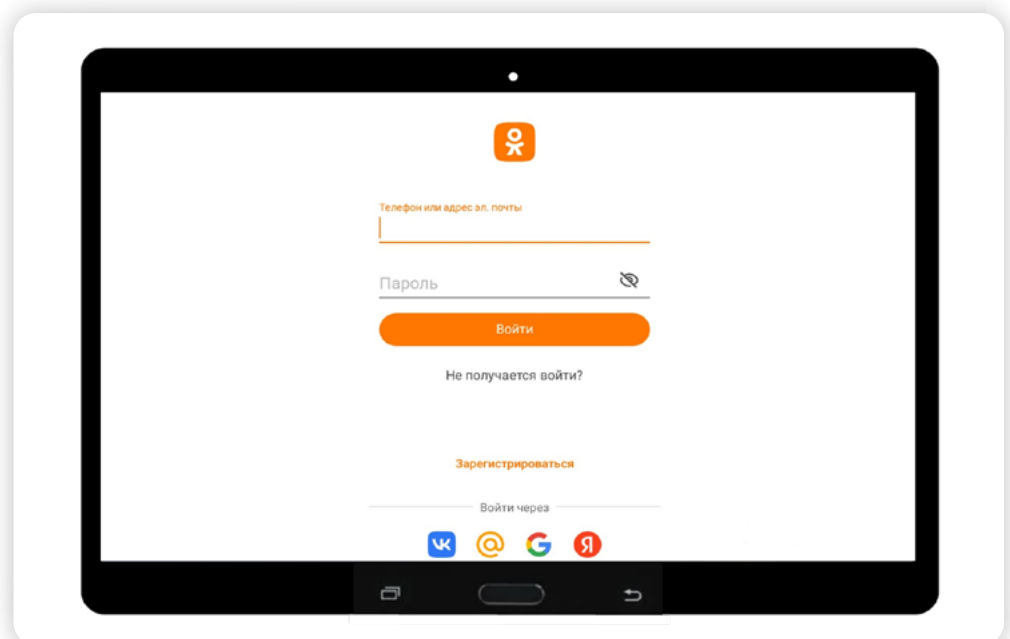 Телефон или адрес эл. почты
Пароль
Войти
Не получается войти?
Зарегистрироваться
Войти через